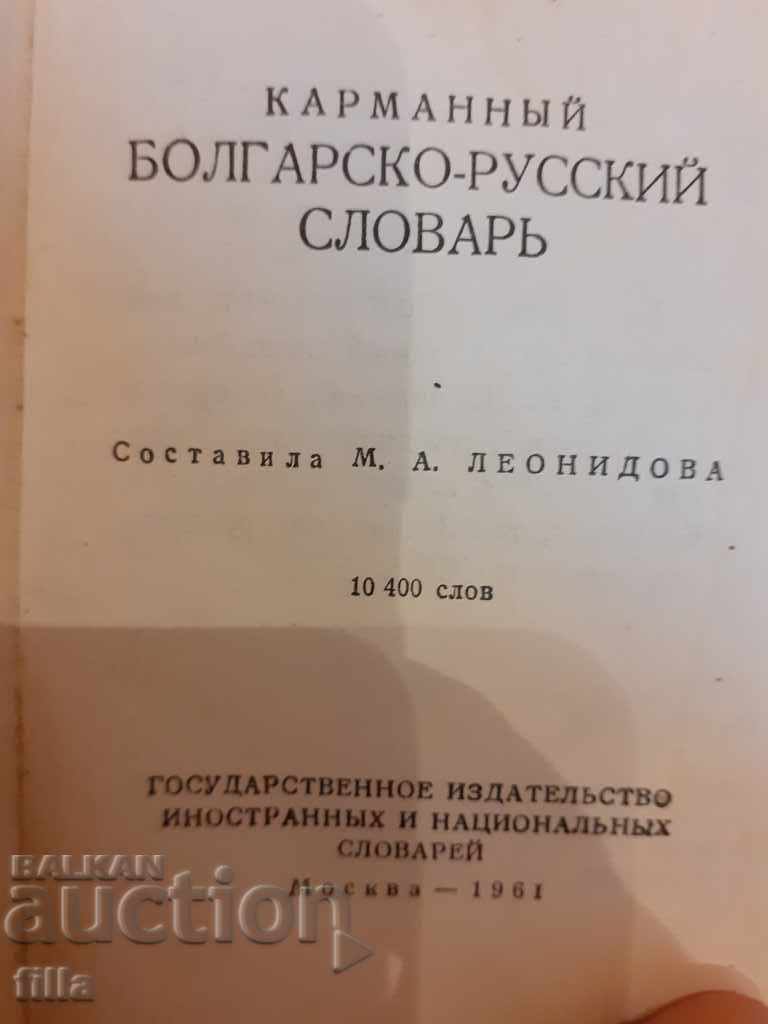 КАРМАННЫЙ
БОЛГАРСКО-РУССКИЙ
СЛОВАРЬ
Составила М. А. ЛЕОНИДОВА
10 400 слов
ГОСУДАРСТВЕННОЕ ИЗДАТЕЛЬСТВО
ИНОСТРАННЫХ И НАЦИОНАЛЬНЫХ
СЛОВАРЕЙ
Москва — 1961
BALKAN
auction
filla